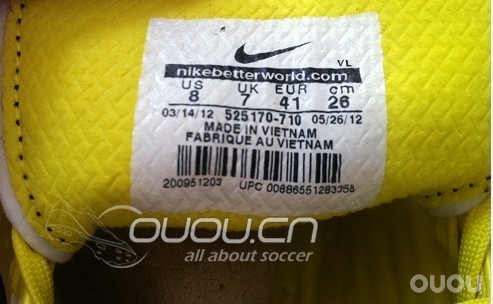 VL
nikebetterworld.com
US UK EUR cm
8 7 41 26
03/14/12 525170-710 05/26/12
MADE IN VIETNAM
FABRIQUE AU VIETNAM
200951203 UPC 00886551283358
OUOU.CN
all about soccer
OUOU